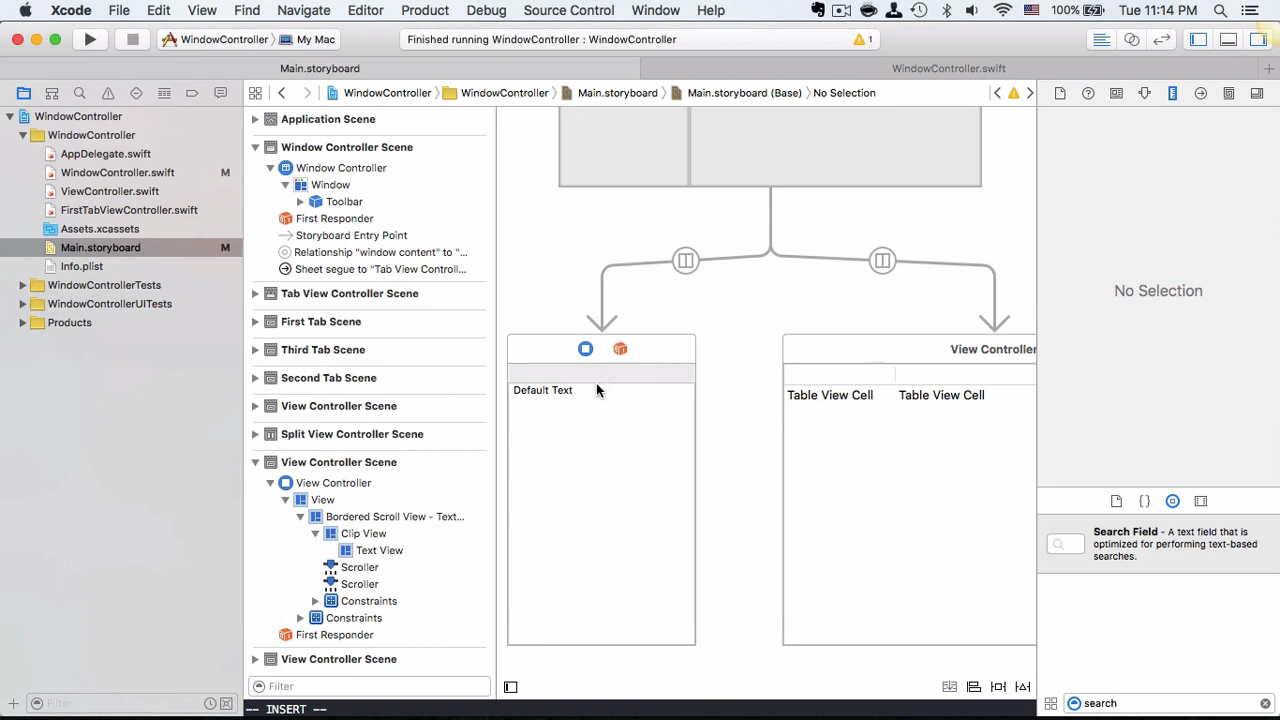 Xcode File Edit View Find Navigate Editor Product Debug Source Control Window Help 100% Tue 11:14 PM
WindowController My Mac Finished running WindowController : WindowController 1
Main.storyboard WindowController.swift
WindowController WindowController Main.storyboard Main.storyboard (Base) No Selection
WindowController
WindowController
AppDelegate.swift
WindowController.swift M
ViewController.swift
FirstTabViewController.swift
Assets.xcassets
Main.storyboard M
Info.plist
WindowControllerTests
WindowControllerUITests
Products
Filter
Application Scene
Window Controller Scene
Window Controller
Window
Toolbar
First Responder
Storyboard Entry Point
Relationship "window content" to "...
Sheet segue to "Tab View Controll...
Tab View Controller Scene
First Tab Scene
Third Tab Scene
Second Tab Scene
View Controller Scene
Split View Controller Scene
View Controller Scene
View Controller
View
Bordered Scroll View - Text...
Clip View
Text View
Scroller
Scroller
Constraints
Constraints
First Responder
View Controller Scene
Filter
-- INSERT --
Default Text
View Controller
Table View Cell Table View Cell
No Selection
Search Field - A text field that is
optimized for performing text-based
searches.
search